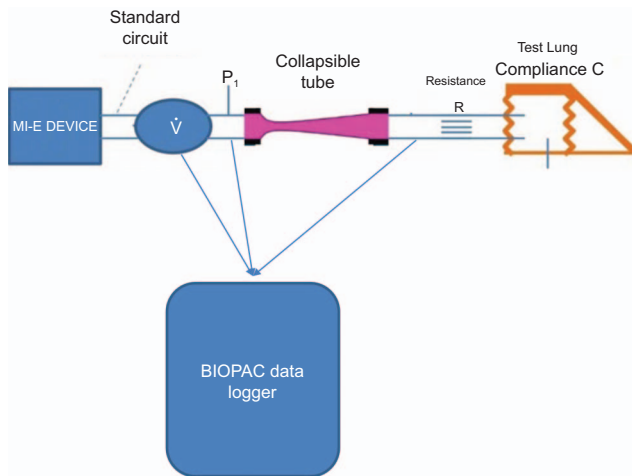 Standard
circuit
P₁
Collapsible
tube
Resistance
R
Test Lung
Compliance C
MI-E DEVICE
V̇
BIOPAC data
logger